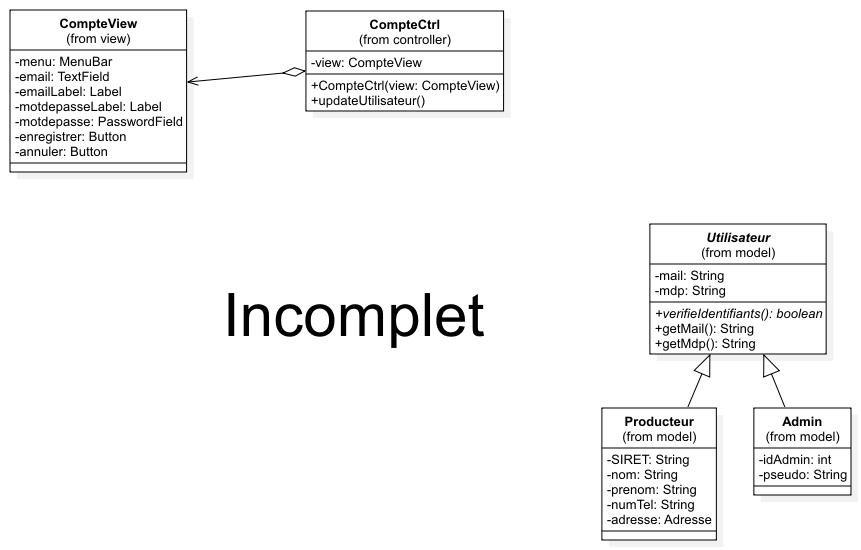 CompteView
(from view)
-menu: MenuBar
-email: TextField
-emailLabel: Label
-motdepasseLabel: Label
-motdepasse: PasswordField
-enregistrer: Button
-annuler: Button
CompteCtrl
(from controller)
-view: CompteView
+CompteCtrl(view: CompteView)
+updateUtilisateur()
Incomplet
Utilisateur
(from model)
-mail: String
-mdp: String
+verifieIdentifiants(): boolean
+getMail(): String
+getMdp(): String
Producteur
(from model)
-SIRET: String
-nom: String
-prenom: String
-numTel: String
-adresse: Adresse
Admin
(from model)
-idAdmin: int
-pseudo: String